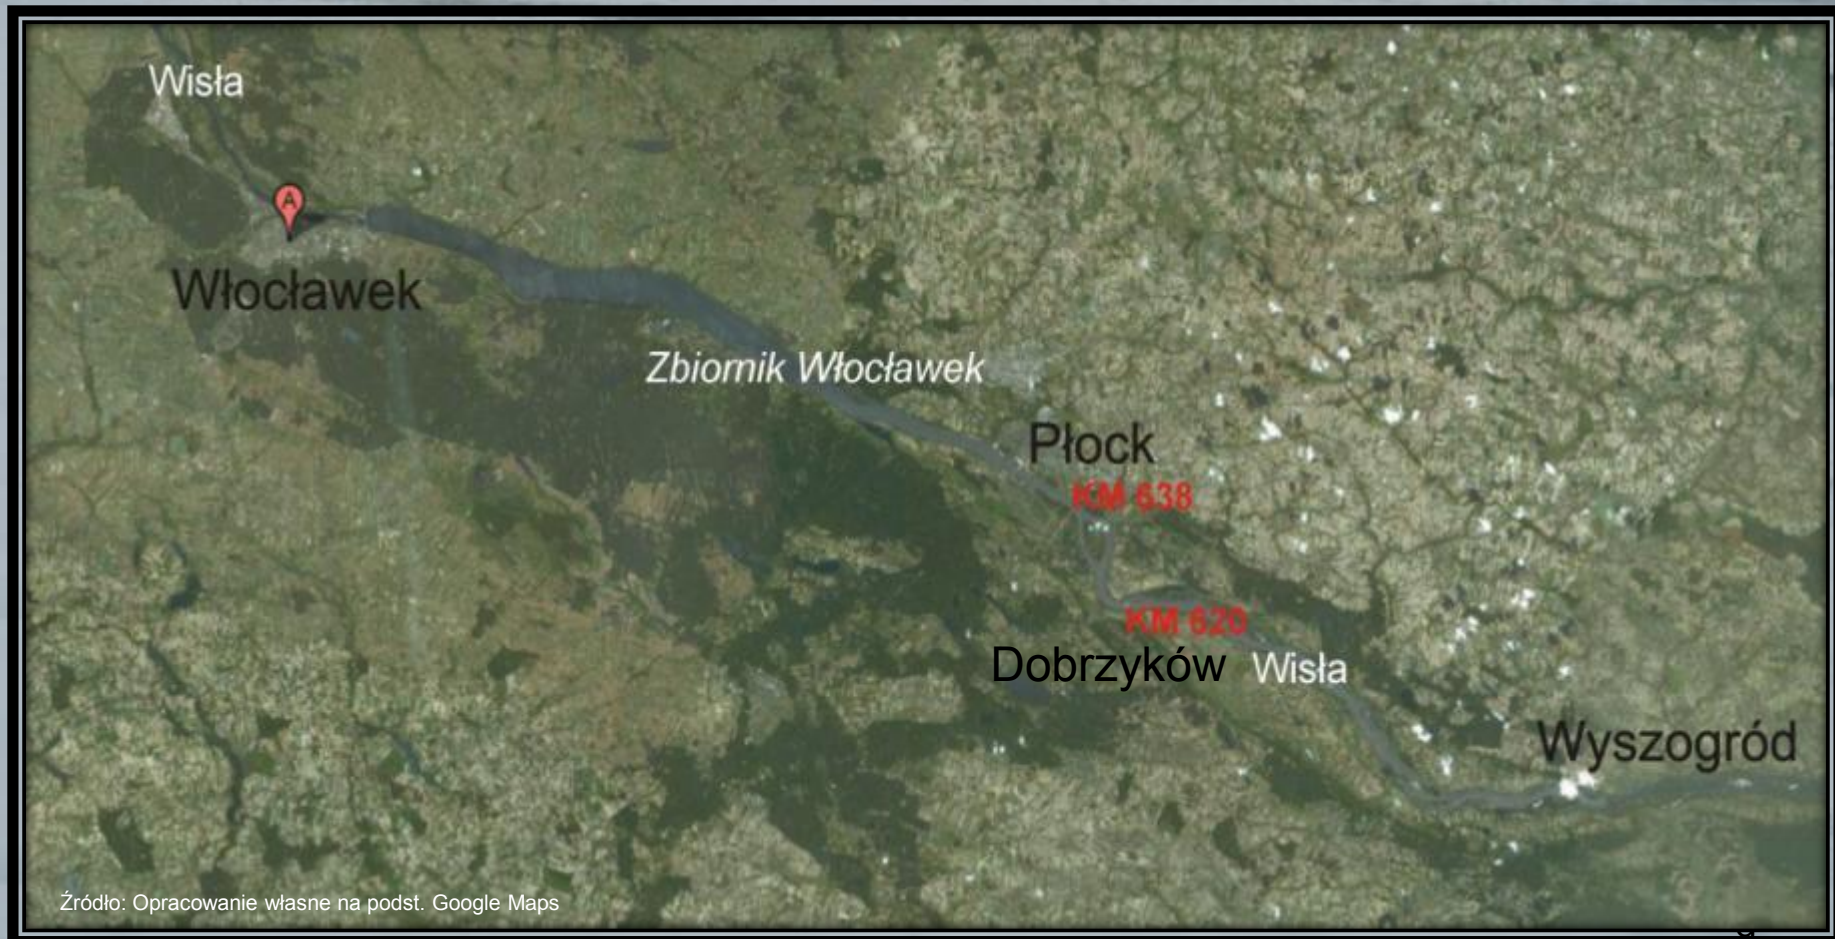 Wisła
A
Włocławek
Zbiornik Włocławek
Płock
KM 638
KM 620
Dobrzyków
Wisła
Wyszogród
Źródło: Opracowanie własne na podst. Google Maps